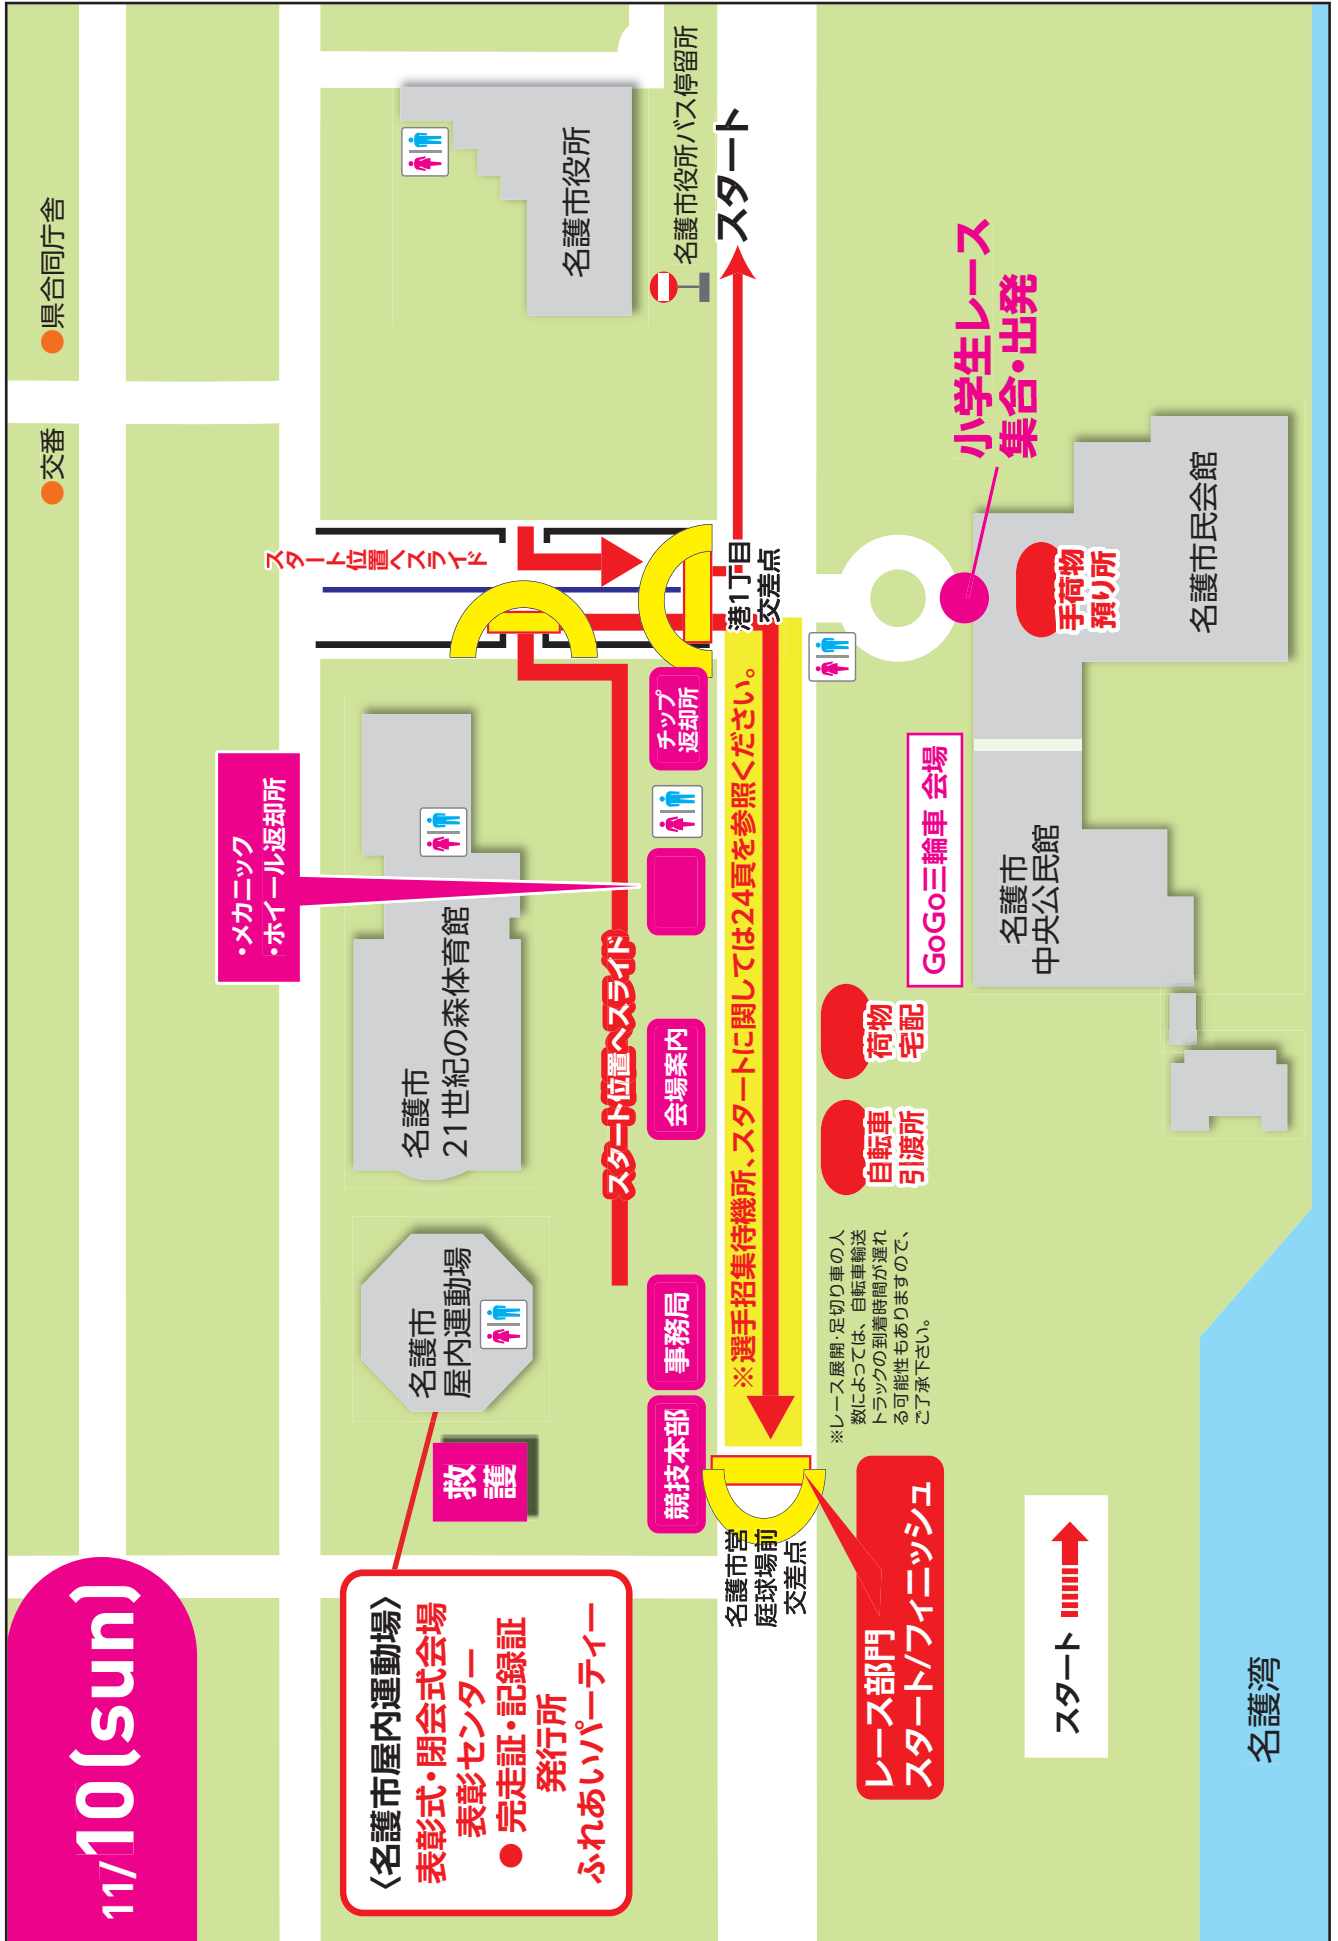 11/10(sun)
交番
県合同庁舎
・メカニック
・ホイール返却所
スタート位置へスライド
〈名護市屋内運動場〉
表彰式・閉会式会場
表彰センター
● 完走証・記録証
発行所
ふれあいパーティー
救
護
名護市
屋内運動場
名護市
21世紀の森体育館
名護市役所
名護市役所バス停留所
スタート
スタート位置へスライド
競技本部
事務局
会場案内
チップ
返却所
港1丁目
交差点
※選手招集待機所、スタートに関しては24頁を参照ください。
名護市営
庭球場前
交差点
レース部門
スタート/フィニッシュ
※レース展開・足切り車の人
数によっては、自転車輸送
トラックの到着時間が遅れ
る可能性もありますので、
ご了承下さい。
自転車
引渡所
荷物
宅配
GoGo三輪車 会場
小学生レース
集合・出発
手荷物
預り所
名護市
中央公民館
名護市民会館
スタート
名護湾